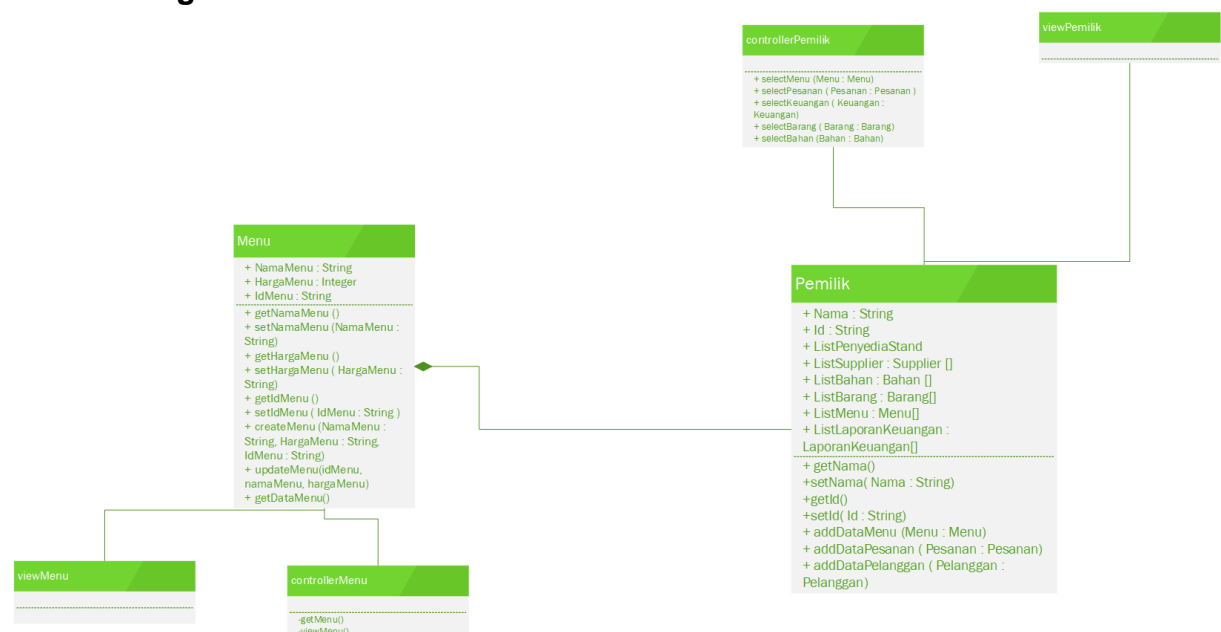 controllerPemilik
+ selectMenu (Menu : Menu)
+ selectPesanan ( Pesanan : Pesanan )
+ selectKeuangan ( Keuangan :
Keuangan)
+ selectBarang ( Barang : Barang)
+ selectBahan (Bahan : Bahan)
viewPemilik
Menu
+ NamaMenu : String
+ HargaMenu : Integer
+ IdMenu : String
+ getNamaMenu ()
+ setNamaMenu (NamaMenu :
String)
+ getHargaMenu ()
+ setHargaMenu ( HargaMenu :
String)
+ getIdMenu ()
+ setIdMenu ( IdMenu : String )
+ createMenu (NamaMenu :
String, HargaMenu : String,
IdMenu : String)
+ updateMenu(idMenu,
namaMenu, hargaMenu)
+ getDataMenu()
Pemilik
+ Nama : String
+ Id : String
+ ListPenyediaStand
+ ListSupplier : Supplier []
+ ListBahan : Bahan []
+ ListBarang : Barang[]
+ ListMenu : Menu[]
+ ListLaporanKeuangan :
LaporanKeuangan[]
+ getNama()
+setNama( Nama : String)
+getId()
+setId( Id : String)
+ addDataMenu (Menu : Menu)
+ addDataPesanan ( Pesanan : Pesanan)
+ addDataPelanggan ( Pelanggan :
Pelanggan)
viewMenu
controllerMenu
-getMenu()
-viewMenu()